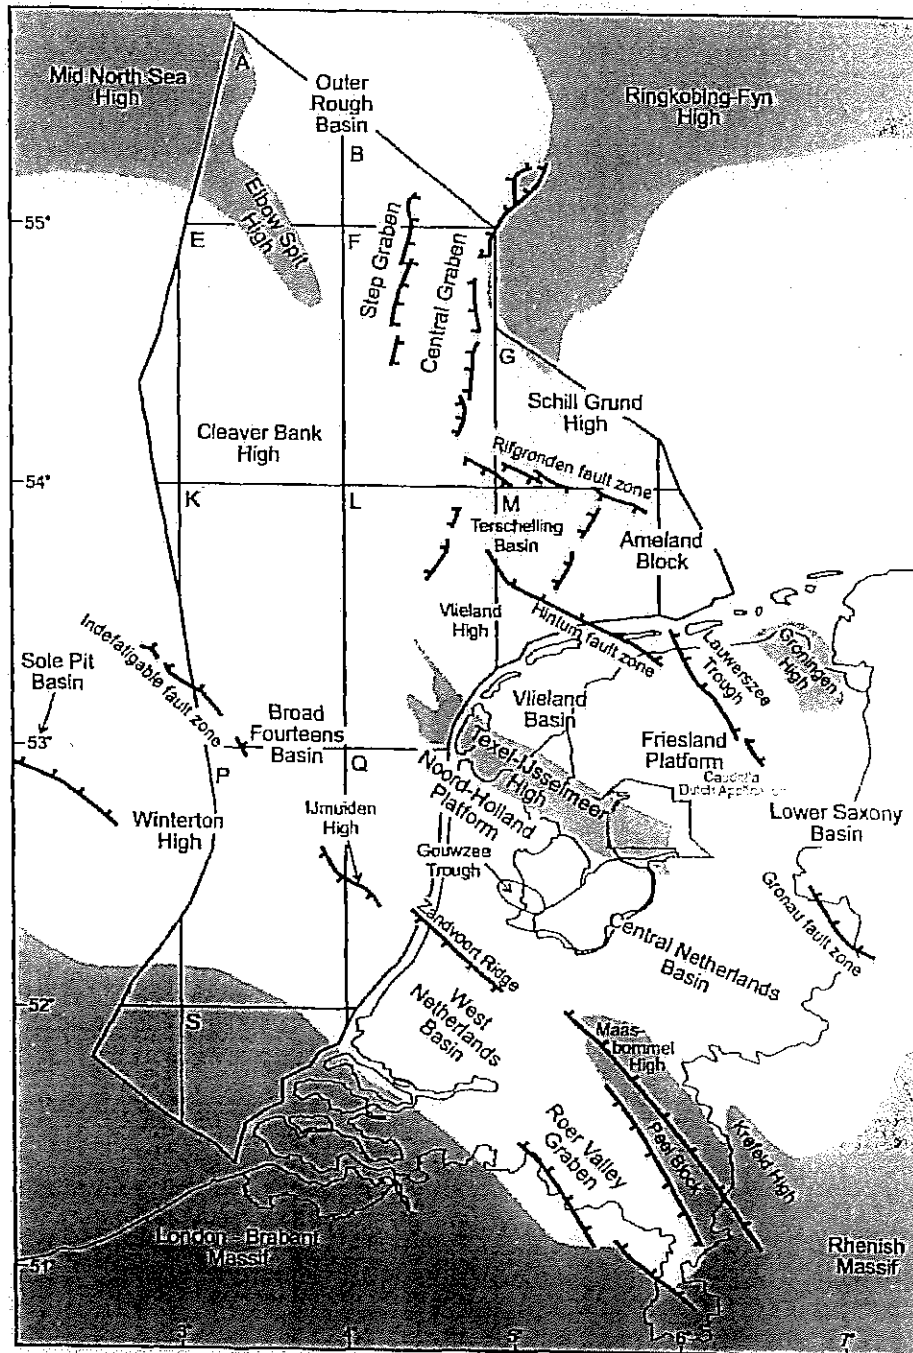 Mid North Sea
High
A
Outer
Rough
Basin
Ringkobing-Fyn
High
B
Elbow Spit
High
55°
E
F
Step Graben
Central Graben
G
Schill Grund
High
Cleaver Bank
High
Rifgronden fault zone
54°
K
L
M
Terschelling
Basin
Ameland
Block
Vlieland
High
Hintum fault zone
Indefatigable fault zone
Sole Pit
Basin
Lauwerszee
Trough
Groningen
High
Vlieland
Basin
Broad
Fourteens
Basin
53°
P
Q
Friesland
Platform
Texel-IJsselmeer
High
Noord-Holland
Platform
Winterton
High
IJmuiden
High
Lower Saxony
Basin
Gouwzee
Trough
Gronau fault zone
Zandvoort Ridge
Central Netherlands
Basin
52°
S
West
Netherlands
Basin
Maas-
bommel
High
Roer Valley
Graben
Peel Block
Krefeld High
London - Brabant
Massif
Rhenish
Massif
51°
3°
4°
5°
6°
7°